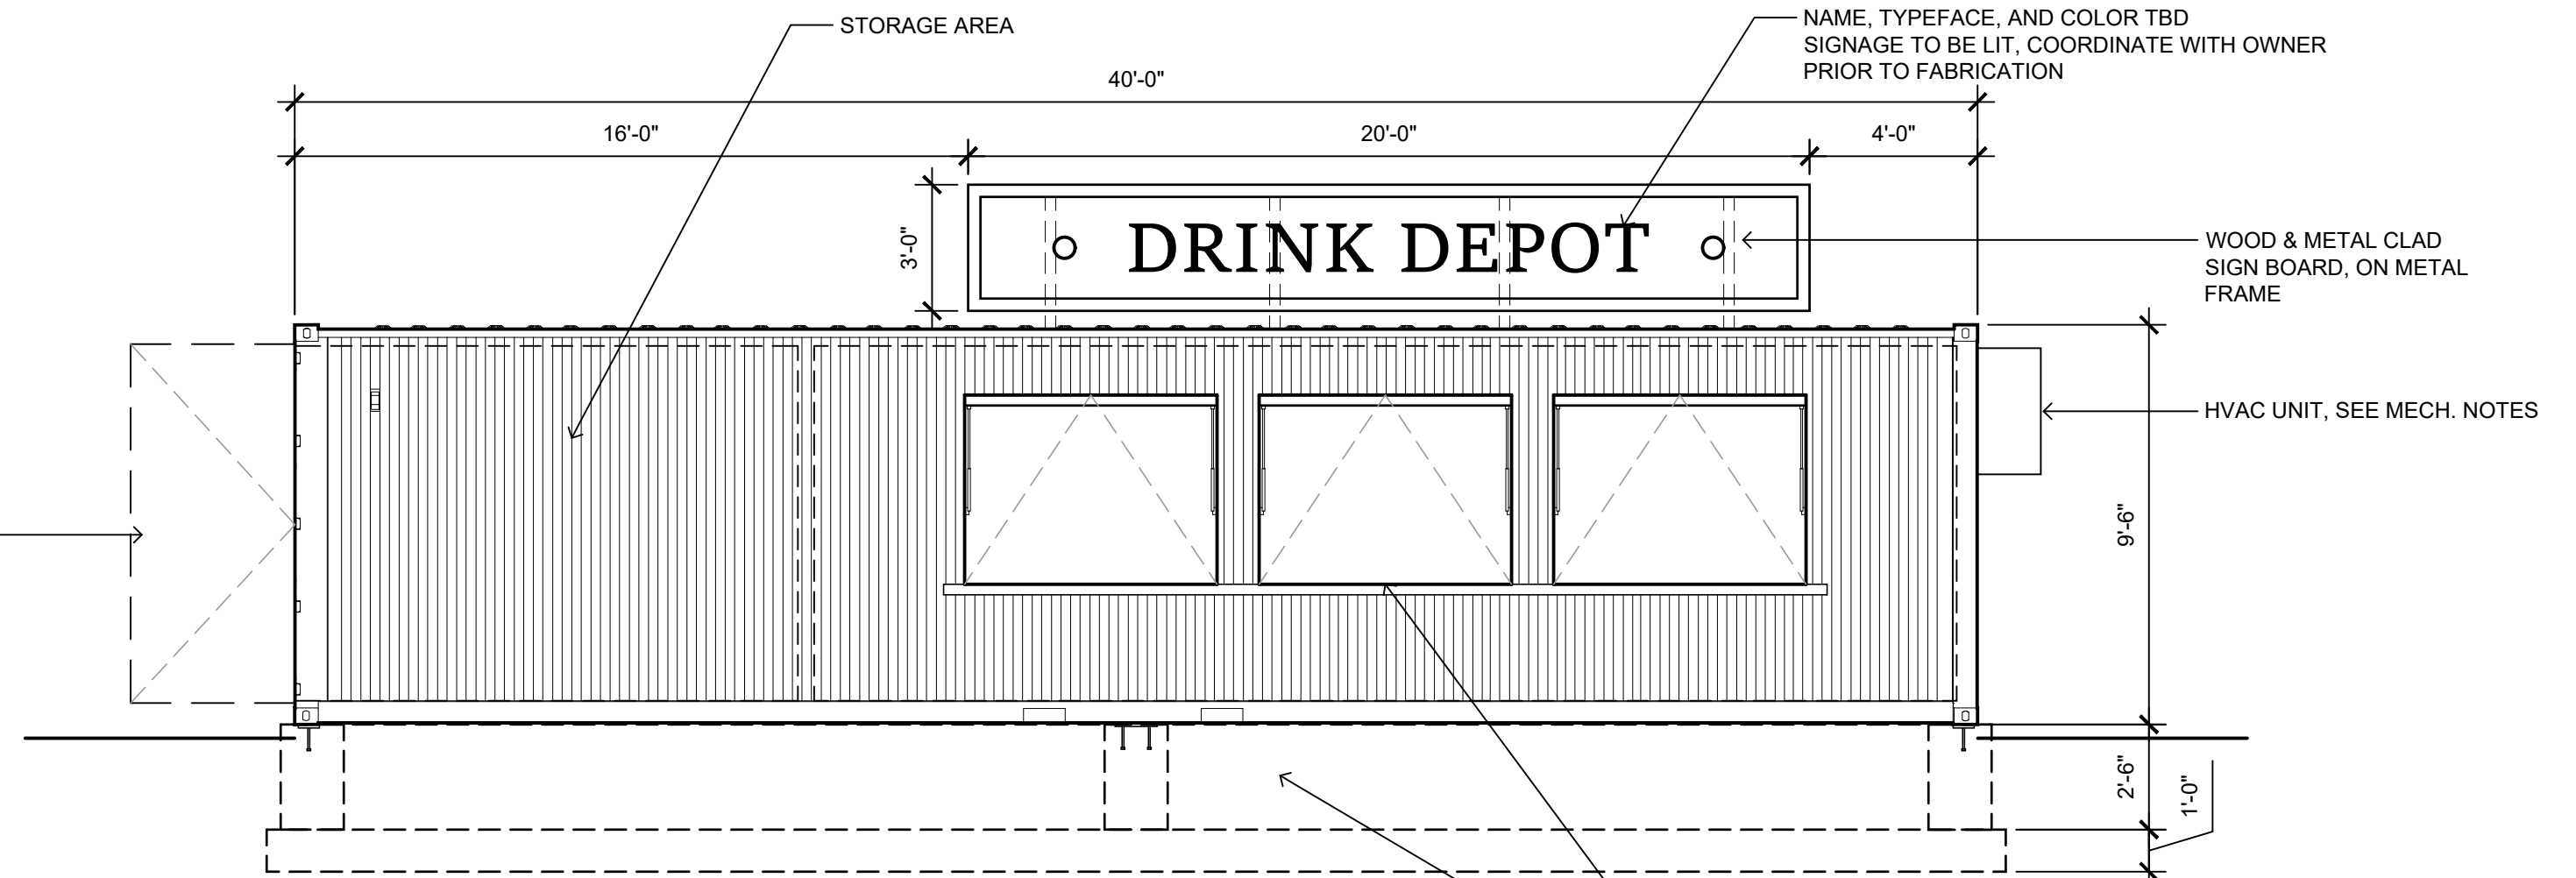 STORAGE AREA
NAME, TYPEFACE, AND COLOR TBD
SIGNAGE TO BE LIT, COORDINATE WITH OWNER
PRIOR TO FABRICATION
40'-0"
16'-0"
20'-0"
4'-0"
3'-0"
DRINK DEPOT
WOOD & METAL CLAD
SIGN BOARD, ON METAL
FRAME
HVAC UNIT, SEE MECH. NOTES
9'-6"
2'-6"
1'-0"